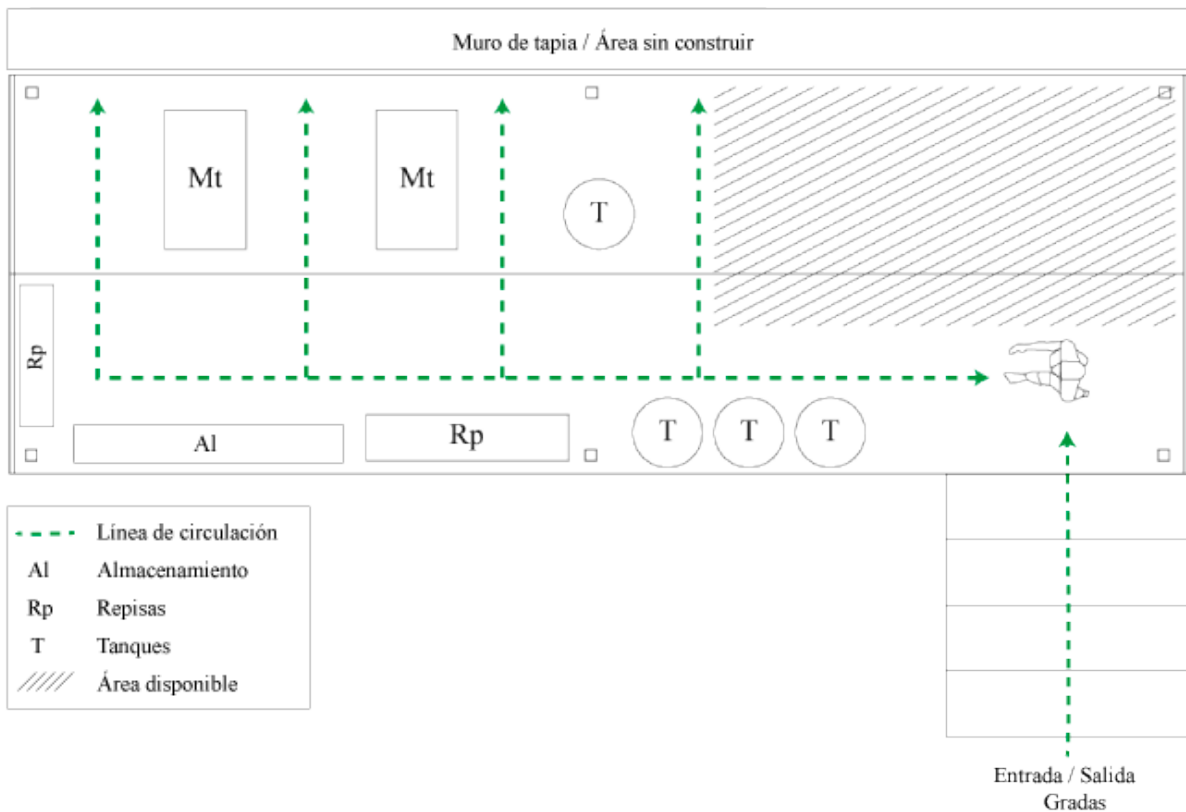 Muro de tapia / Área sin construir
Mt
Mt
T
Rp
Al
Rp
T
T
T
Línea de circulación
Al
Almacenamiento
Rp
Repisas
T
Tanques
Área disponible
Entrada / Salida
Gradas